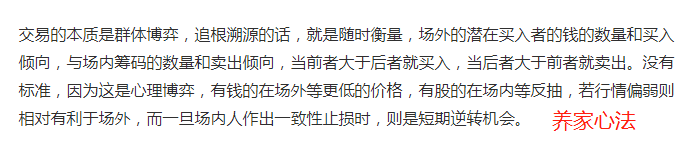 交易的本质是群体博弈，追根溯源的话，就是随时衡量，场外的潜在买入者的钱的数量和买入
倾向，与场内筹码的数量和卖出倾向，当前者大于后者就买入，当后者大于前者就卖出。没有
标准，因为这是心理博弈，有钱的在场外等更低的价格，有股的在场内等反抽，若行情偏弱则
相对有利于场外，而一旦场内人作出一致性止损时，则是短期逆转机会。 养家心法